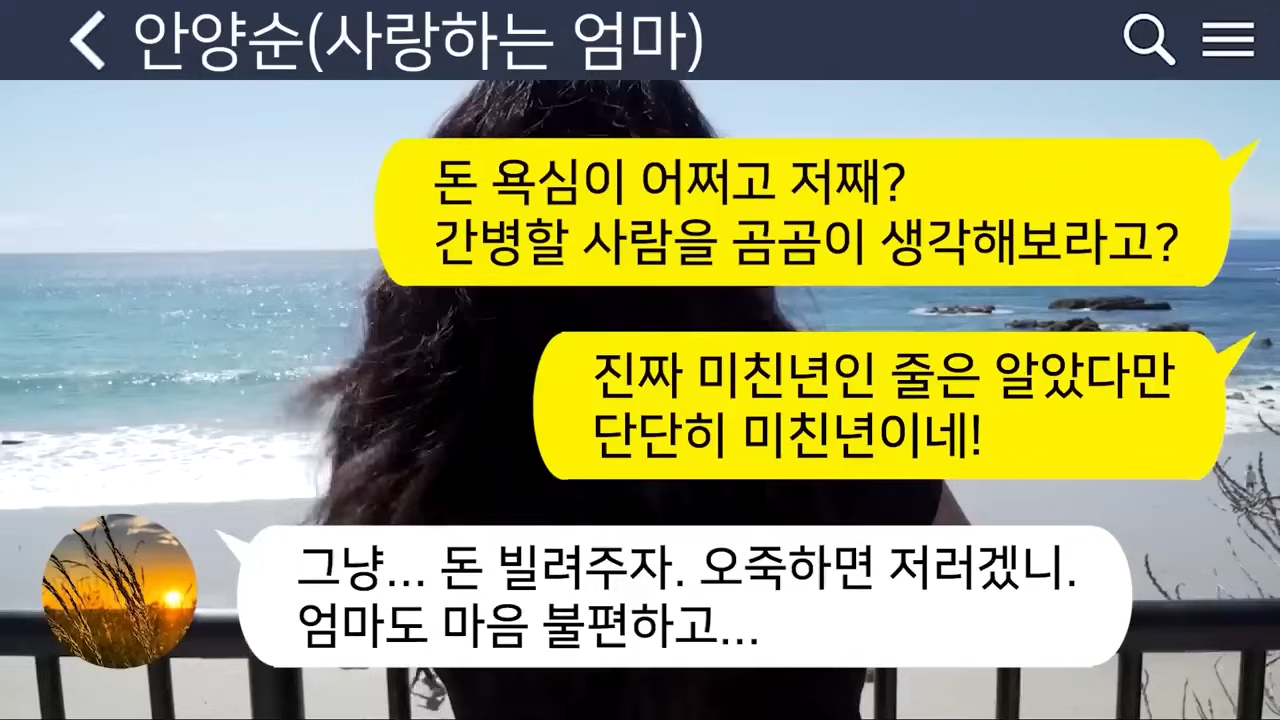 안양순(사랑하는 엄마)
돈 욕심이 어쩌고 저째?
간병할 사람을 곰곰이 생각해보라고?
진짜 미친년인 줄은 알았다만
단단히 미친년이네!
그냥... 돈 빌려주자. 오죽하면 저러겠니.
엄마도 마음 불편하고...